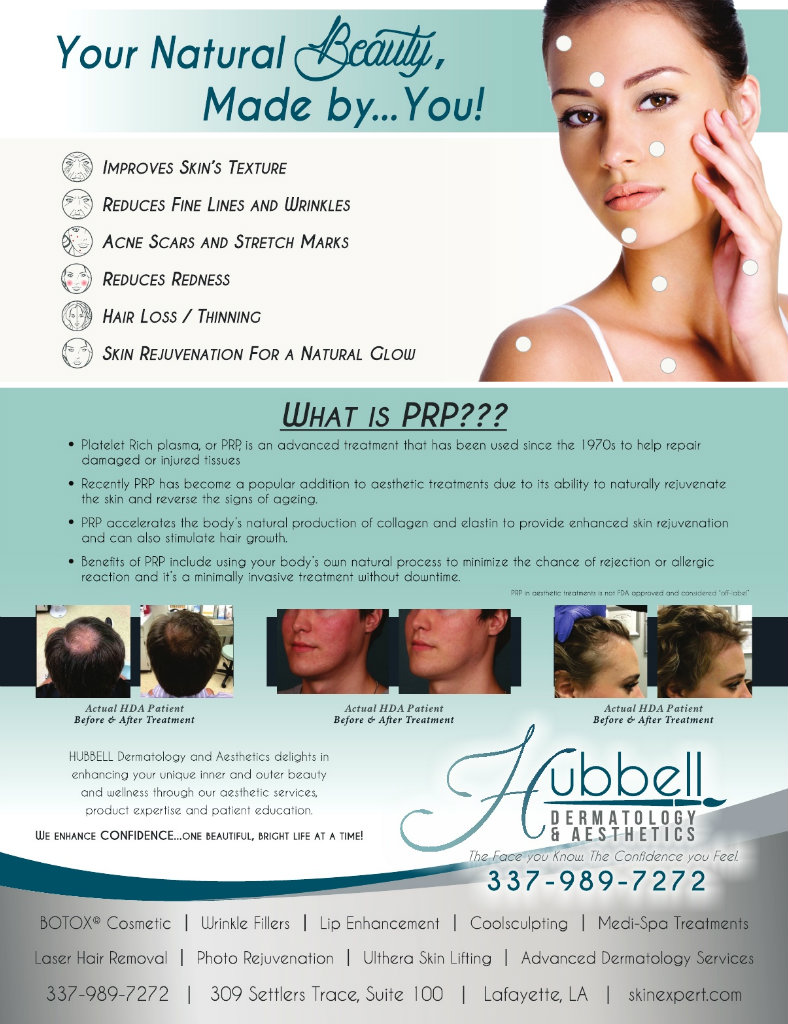 Your Natural Beauty,
Made by...You!
IMPROVES SKIN'S TEXTURE
REDUCES FINE LINES AND WRINKLES
ACNE SCARS AND STRETCH MARKS
REDUCES REDNESS
HAIR LOSS / THINNING
SKIN REJUVENATION FOR A NATURAL GLOW
WHAT IS PRP???
• Platelet Rich plasma, or PRP, is an advanced treatment that has been used since the 1970s to help repair
damaged or injured tissues
• Recently PRP has become a popular addition to aesthetic treatments due to its ability to naturally rejuvenate
the skin and reverse the signs of ageing.
• PRP accelerates the body's natural production of collagen and elastin to provide enhanced skin rejuvenation
and can also stimulate hair growth.
• Benefits of PRP include using your body's own natural process to minimize the chance of rejection or allergic
reaction and it's a minimally invasive treatment without downtime.
PRP in aesthetic treatments is not FDA approved and considered "off-label"
Actual HDA Patient
Before & After Treatment
Actual HDA Patient
Before & After Treatment
Actual HDA Patient
Before & After Treatment
HUBBELL Dermatology and Aesthetics delights in
enhancing your unique inner and outer beauty
and wellness through our aesthetic services,
product expertise and patient education.
WE ENHANCE CONFIDENCE...ONE BEAUTIFUL, BRIGHT LIFE AT A TIME!
Hubbell
DERMATOLOGY
& AESTHETICS
The Face you Know. The Confidence you Feel.
337-989-7272
BOTOX® Cosmetic | Wrinkle Fillers | Lip Enhancement | Coolsculpting | Medi-Spa Treatments
Laser Hair Removal | Photo Rejuvenation | Ulthera Skin Lifting | Advanced Dermatology Services
337-989-7272 | 309 Settlers Trace, Suite 100 | Lafayette, LA | skinexpert.com